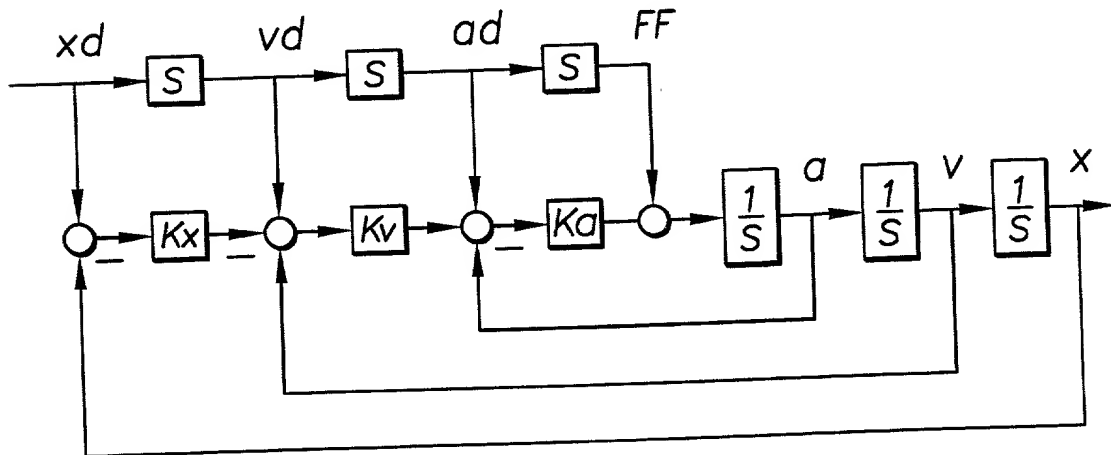 xd vd ad FF
S S S
a v x
Kx Kv Ka 1/S 1/S 1/S
− − −